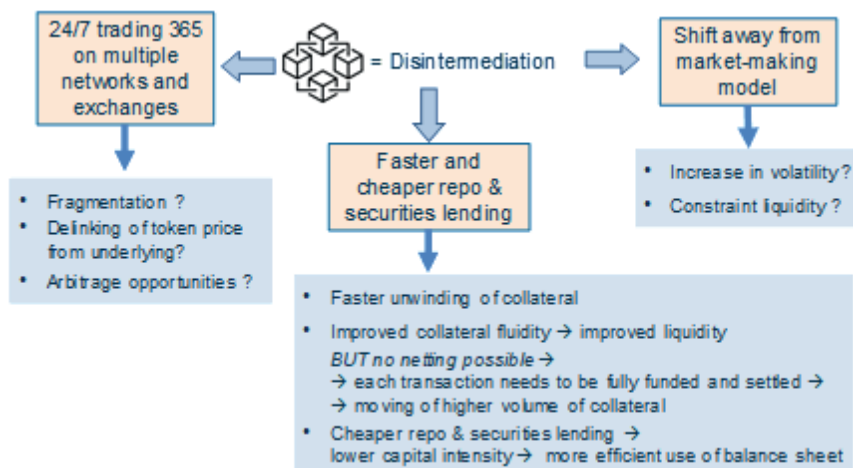 24/7 trading 365
on multiple
networks and
exchanges
= Disintermediation
Shift away from
market-making
model
Faster and
cheaper repo &
securities lending
• Fragmentation ?
• Delinking of token price
from underlying?
• Arbitrage opportunities ?
• Increase in volatility?
• Constraint liquidity ?
• Faster unwinding of collateral
• Improved collateral fluidity → improved liquidity
BUT no netting possible →
→ each transaction needs to be fully funded and settled →
→ moving of higher volume of collateral
• Cheaper repo & securities lending →
lower capital intensity → more efficient use of balance sheet